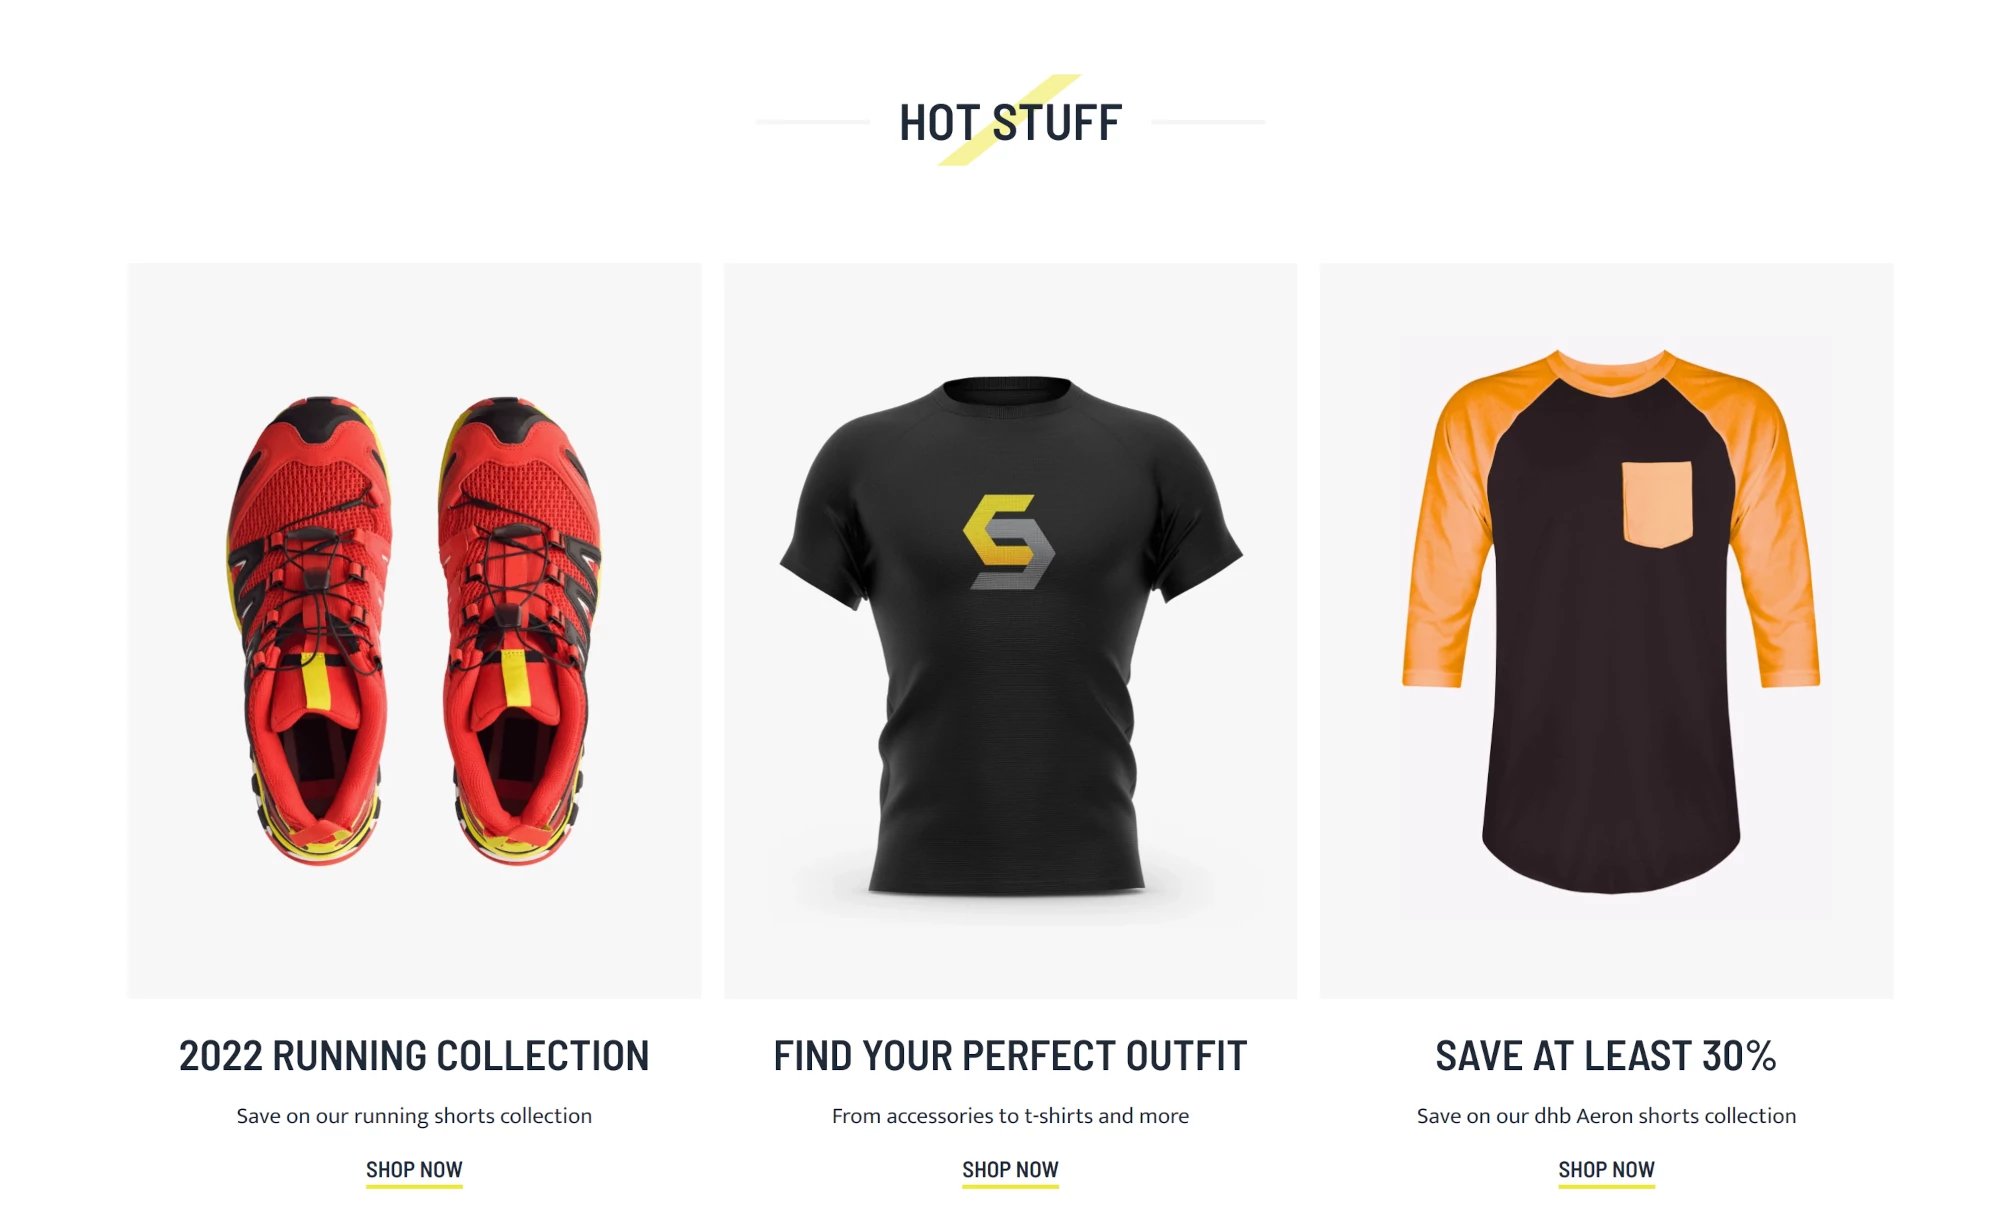 HOT STUFF
2022 RUNNING COLLECTION
Save on our running shorts collection
SHOP NOW
FIND YOUR PERFECT OUTFIT
From accessories to t-shirts and more
SHOP NOW
SAVE AT LEAST 30%
Save on our dhb Aeron shorts collection
SHOP NOW